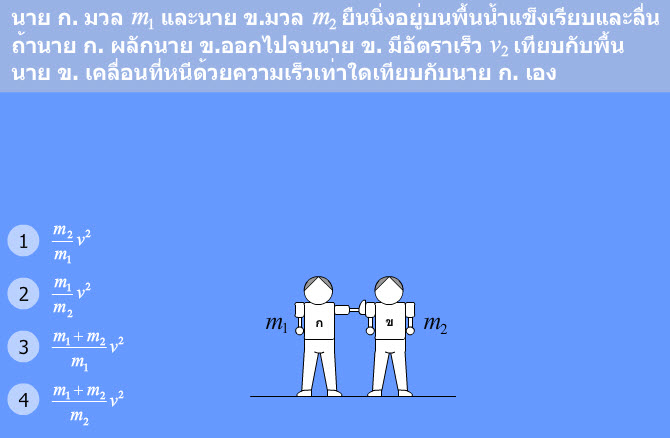 นาย ก. มวล m₁ และนาย ข.มวล m₂ ยืนนิ่งอยู่บนพื้นน้ำแข็งเรียบและลื่น
ถ้านาย ก. ผลักนาย ข.ออกไปจนนาย ข. มีอัตราเร็ว v₂ เทียบกับพื้น
นาย ข. เคลื่อนที่หนีด้วยความเร็วเท่าใดเทียบกับนาย ก. เอง
1 m₂/m₁ v²
2 m₁/m₂ v²
3 (m₁+m₂)/m₁ v²
4 (m₁+m₂)/m₂ v²
m₁ ก ข m₂